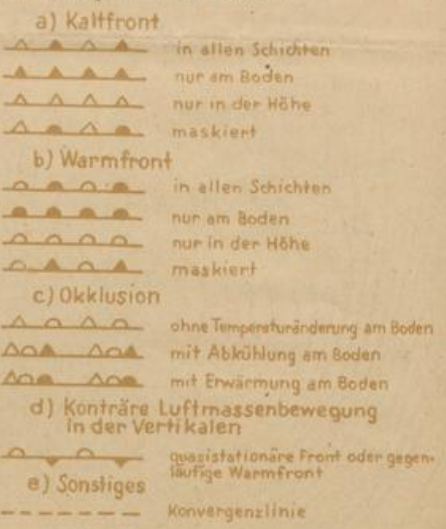 a) Kaltfront
in allen Schichten
nur am Boden
nur in der Höhe
maskiert
b) Warmfront
in allen Schichten
nur am Boden
nur in der Höhe
maskiert
c) Okklusion
ohne Temperaturänderung am Boden
mit Abkühlung am Boden
mit Erwärmung am Boden
d) Konträre Luftmassenbewegung
in der Vertikalen
quasistationäre Front oder gegen-
läufige Warmfront
e) Sonstiges
Konvergenzlinie